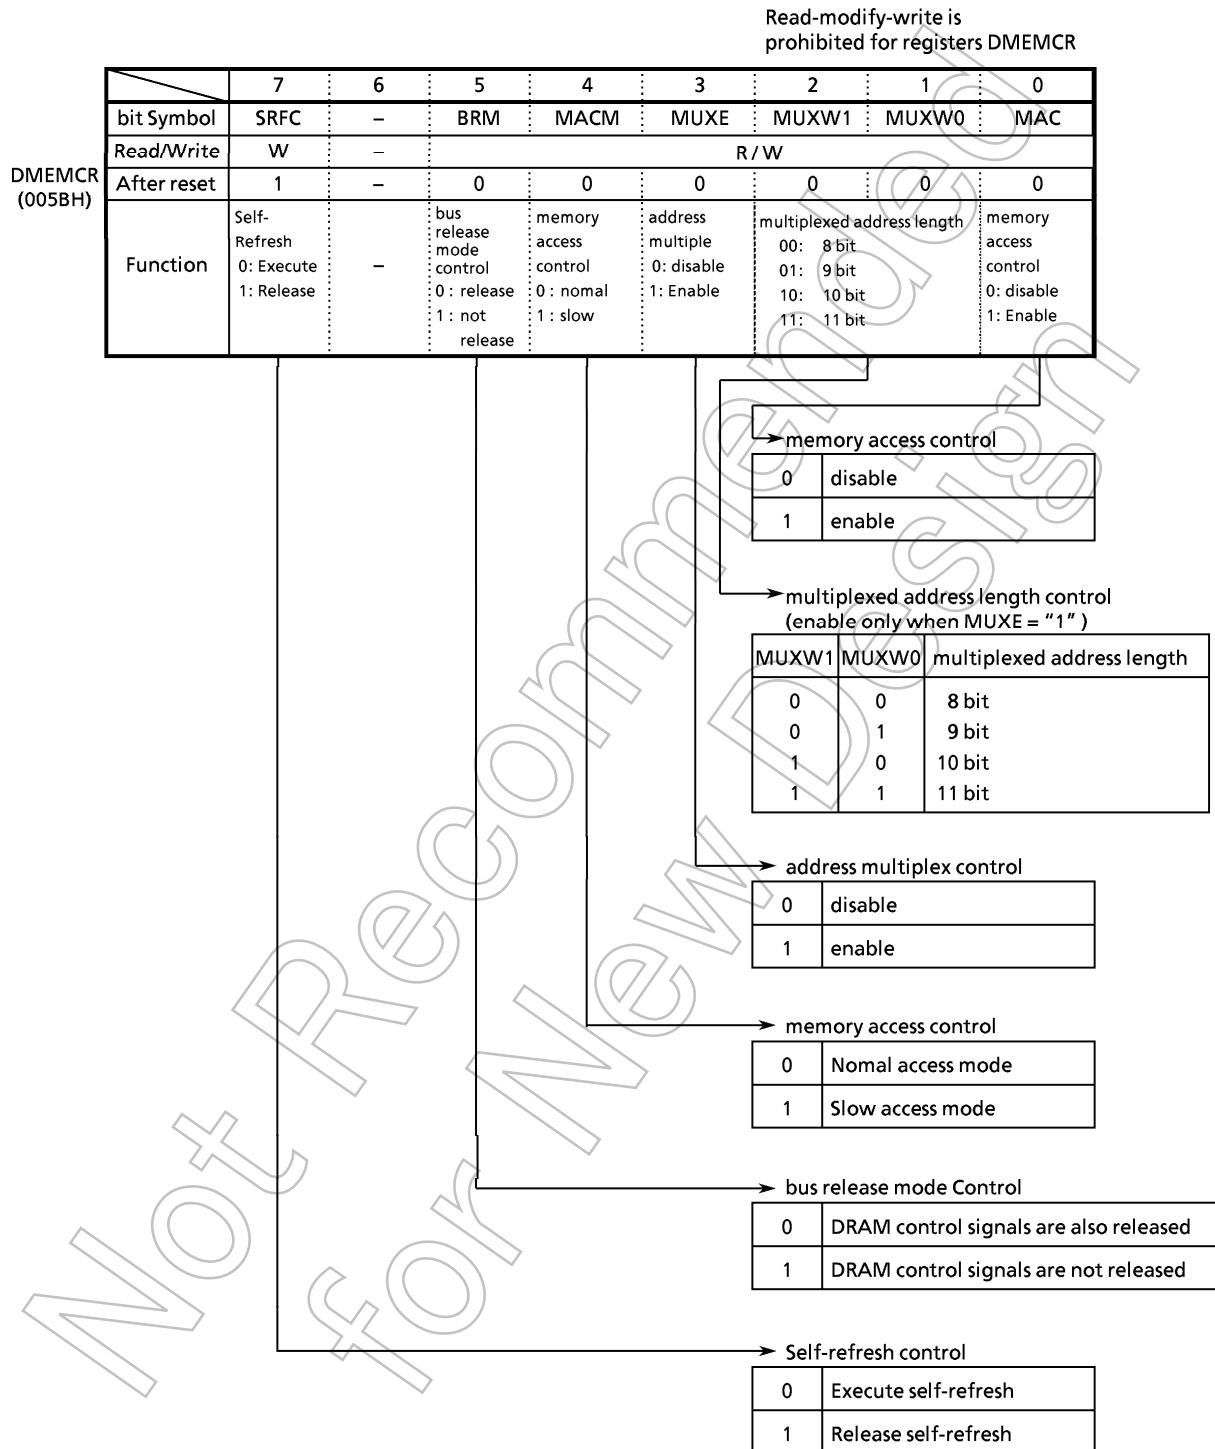 Read-modify-write is
prohibited for registers DMEMCR
7 6 5 4 3 2 1 0
bit Symbol SRFC – BRM MACM MUXE MUXW1 MUXW0 MAC
Read/Write W – R / W
DMEMCR
(005BH)
After reset 1 – 0 0 0 0 0 0
Function
Self-
Refresh
0: Execute
1: Release
–
bus
release
mode
control
0 : release
1 : not
release
memory
access
control
0 : nomal
1 : slow
address
multiple
0: disable
1: Enable
multiplexed address length
00: 8 bit
01: 9 bit
10: 10 bit
11: 11 bit
memory
access
control
0: disable
1: Enable
memory access control
0 disable
1 enable
multiplexed address length control
(enable only when MUXE = “1” )
MUXW1 MUXW0 multiplexed address length
0 0 8 bit
0 1 9 bit
1 0 10 bit
1 1 11 bit
address multiplex control
0 disable
1 enable
memory access control
0 Nomal access mode
1 Slow access mode
bus release mode Control
0 DRAM control signals are also released
1 DRAM control signals are not released
Self-refresh control
0 Execute self-refresh
1 Release self-refresh
Not Recommended
for New Design